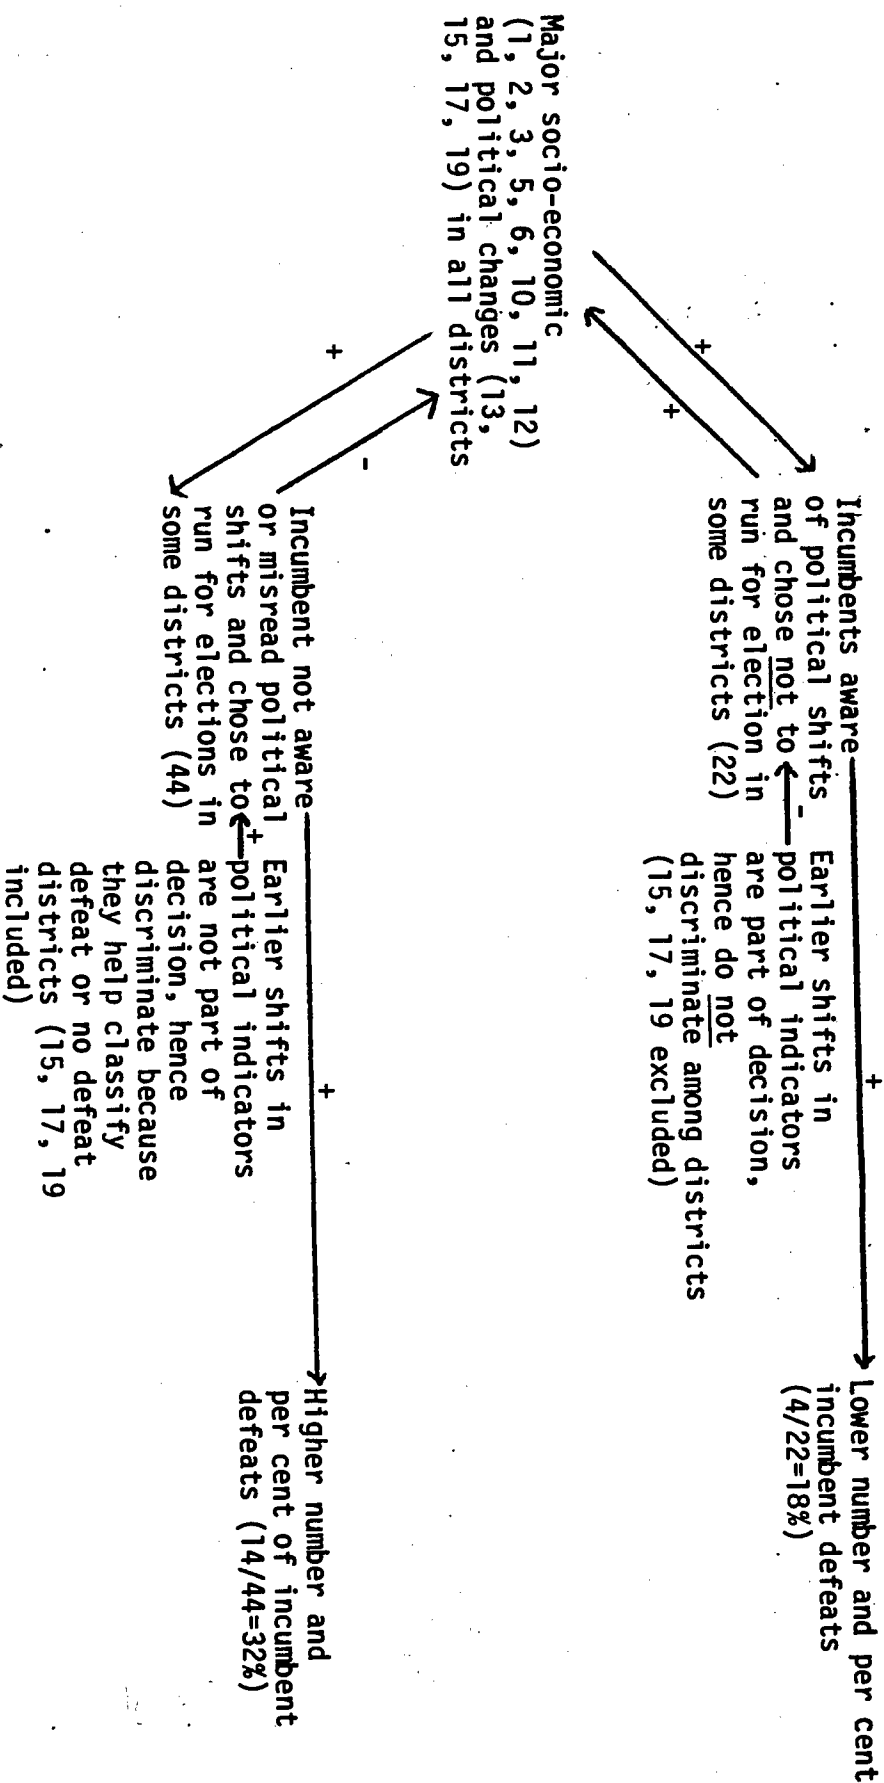 Major socio-economic
(1, 2, 3, 5, 6, 10, 11, 12)
and political changes (13,
15, 17, 19) in all districts
+
+
+
-
Incumbents aware
of political shifts
and chose not to
run for election in
some districts (22)
-
Earlier shifts in
political indicators
are part of decision,
hence do not
discriminate among districts
(15, 17, 19 excluded)
+
Lower number and per cent
incumbent defeats
(4/22=18%)
Incumbent not aware
or misread political
shifts and chose to
run for elections in
some districts (44)
+
Earlier shifts in
political indicators
are not part of
decision, hence
discriminate because
they help classify
defeat or no defeat
districts (15, 17, 19
included)
+
Higher number and
per cent of incumbent
defeats (14/44=32%)